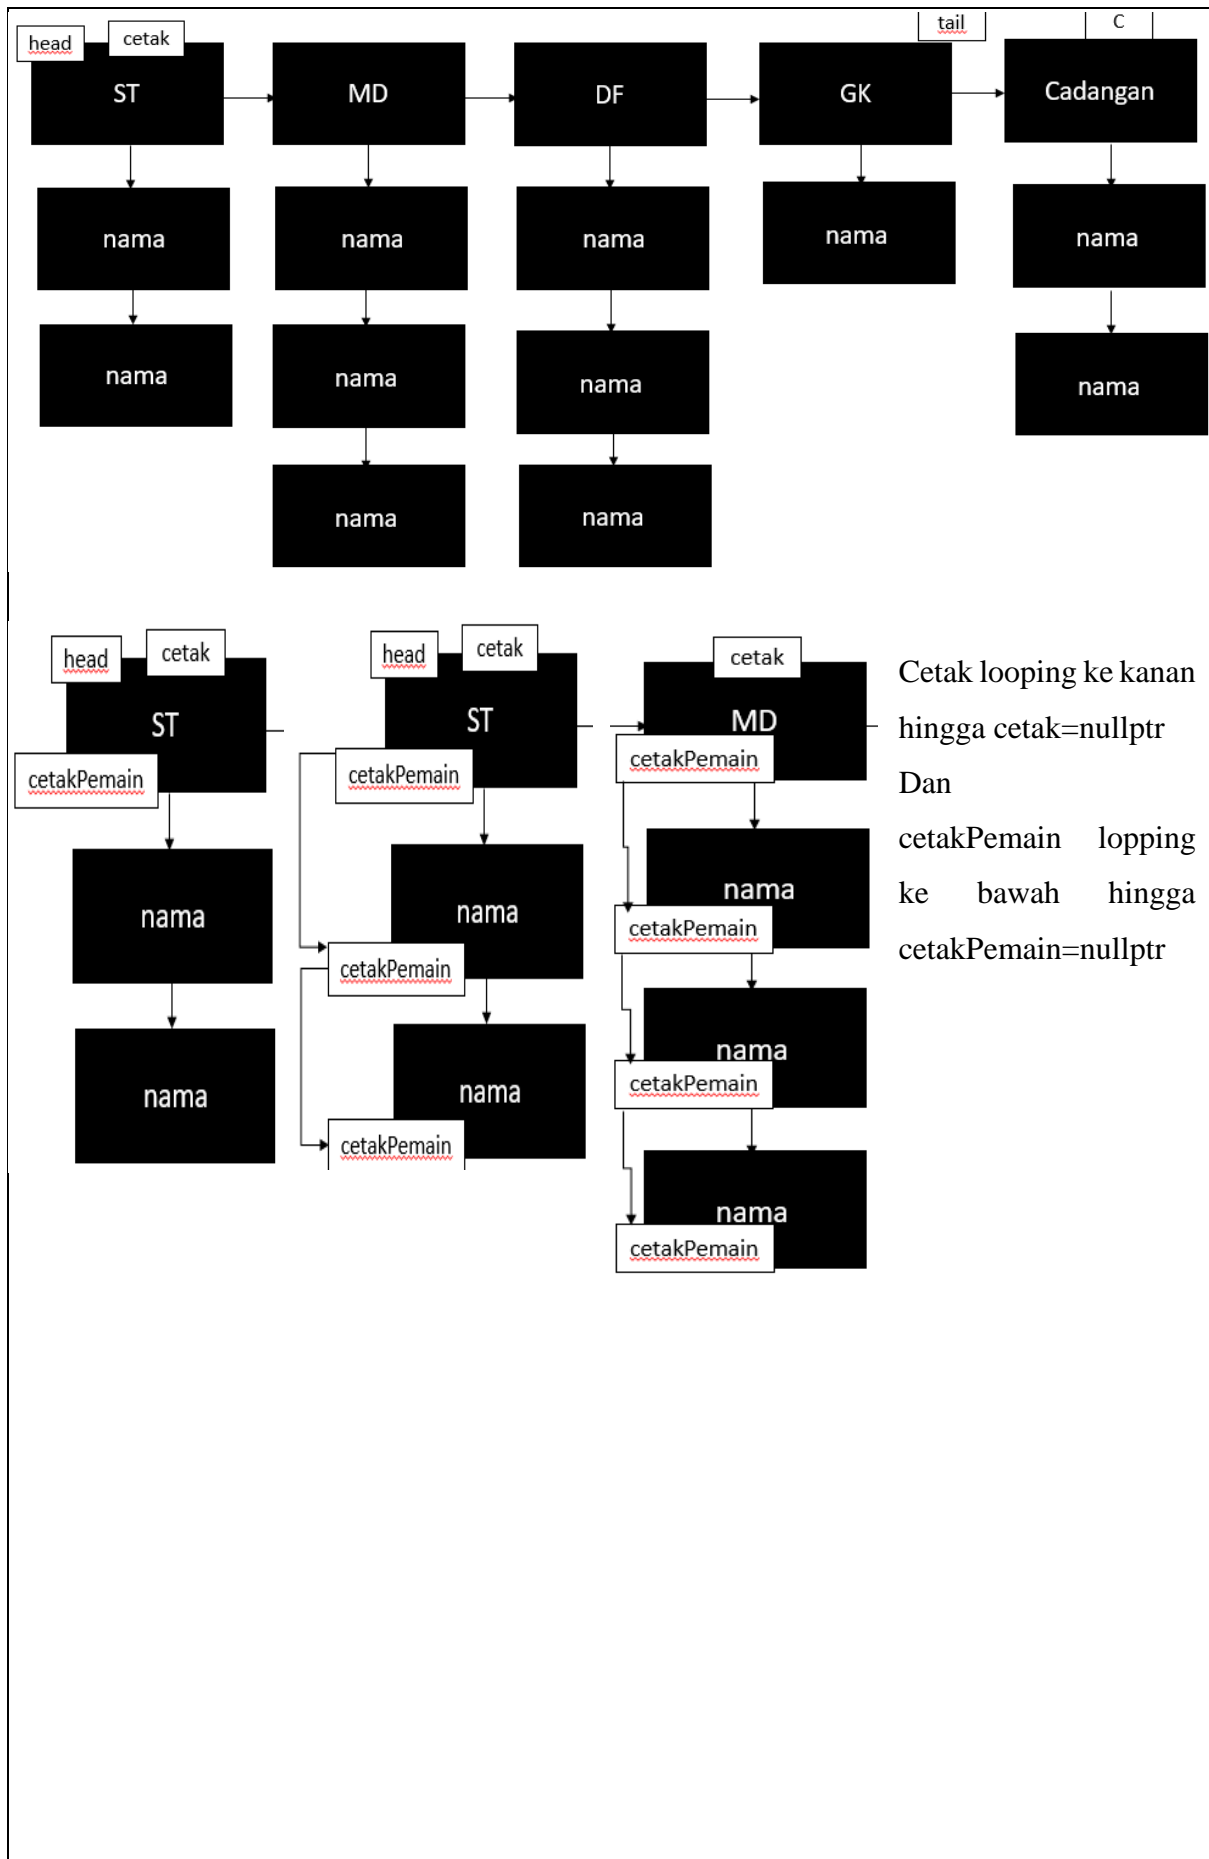 head
cetak
tail
C
ST
MD
DF
GK
Cadangan
nama
nama
nama
nama
nama
nama
nama
nama
nama
nama
nama
head
cetak
ST
cetakPemain
nama
nama
head
cetak
ST
cetakPemain
nama
cetakPemain
nama
cetakPemain
cetak
MD
cetakPemain
nama
cetakPemain
nama
cetakPemain
nama
cetakPemain
Cetak looping ke kanan
hingga cetak=nullptr
Dan
cetakPemain lopping
ke bawah hingga
cetakPemain=nullptr